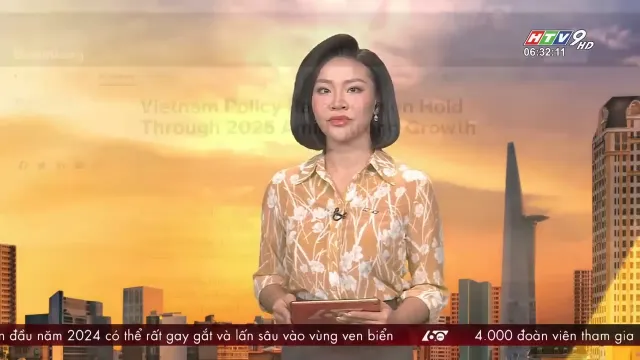 HTV9 HD
06:32:11
Vietnam Policy Hold
Through 2025 Growth
đầu năm 2024 có thể rất gay gắt và lấn sâu vào vùng ven biển
60
4.000 đoàn viên tham gia